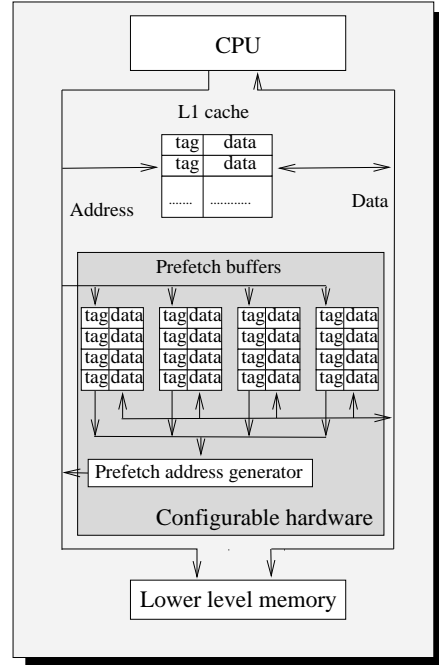 CPU
L1 cache
tag data
tag data
....... ............
Address
Data
Prefetch buffers
tag data tag data tag data tag data
tag data tag data tag data tag data
tag data tag data tag data tag data
tag data tag data tag data tag data
Prefetch address generator
Configurable hardware
Lower level memory